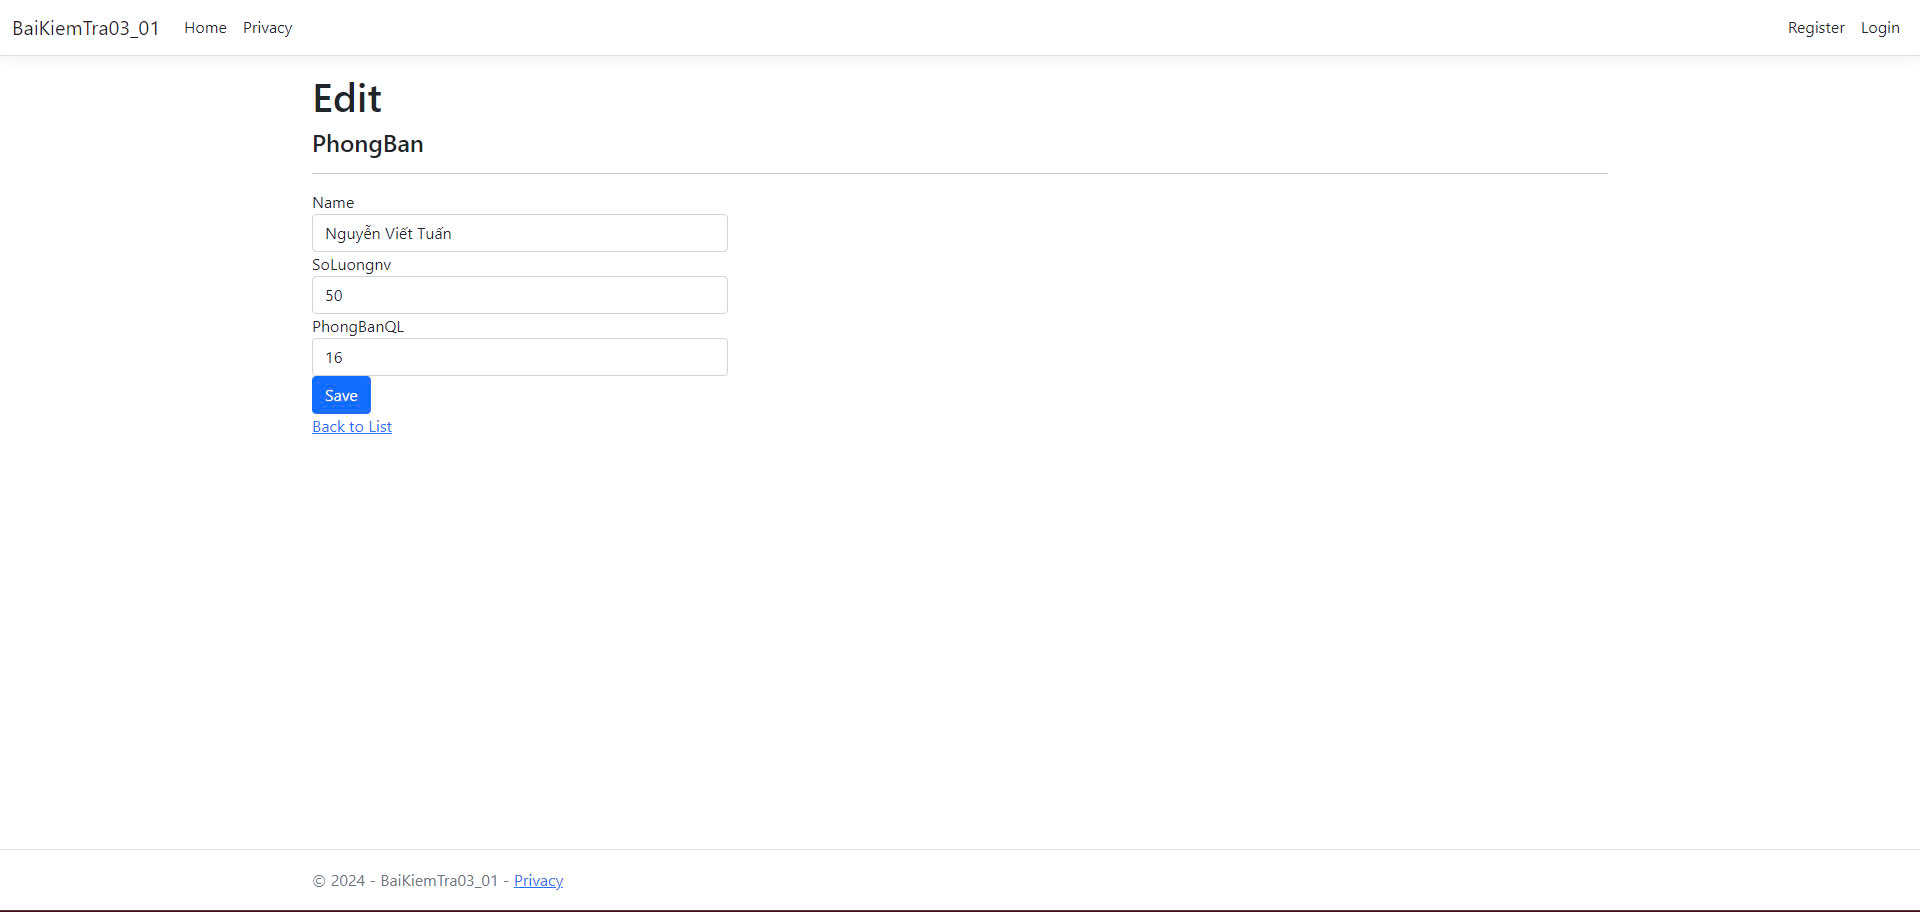 BaiKiemTra03_01 Home Privacy Register Login
Edit
PhongBan
Name
Nguyễn Viết Tuấn
SoLuongnv
50
PhongBanQL
16
Save
Back to List
© 2024 - BaiKiemTra03_01 - Privacy